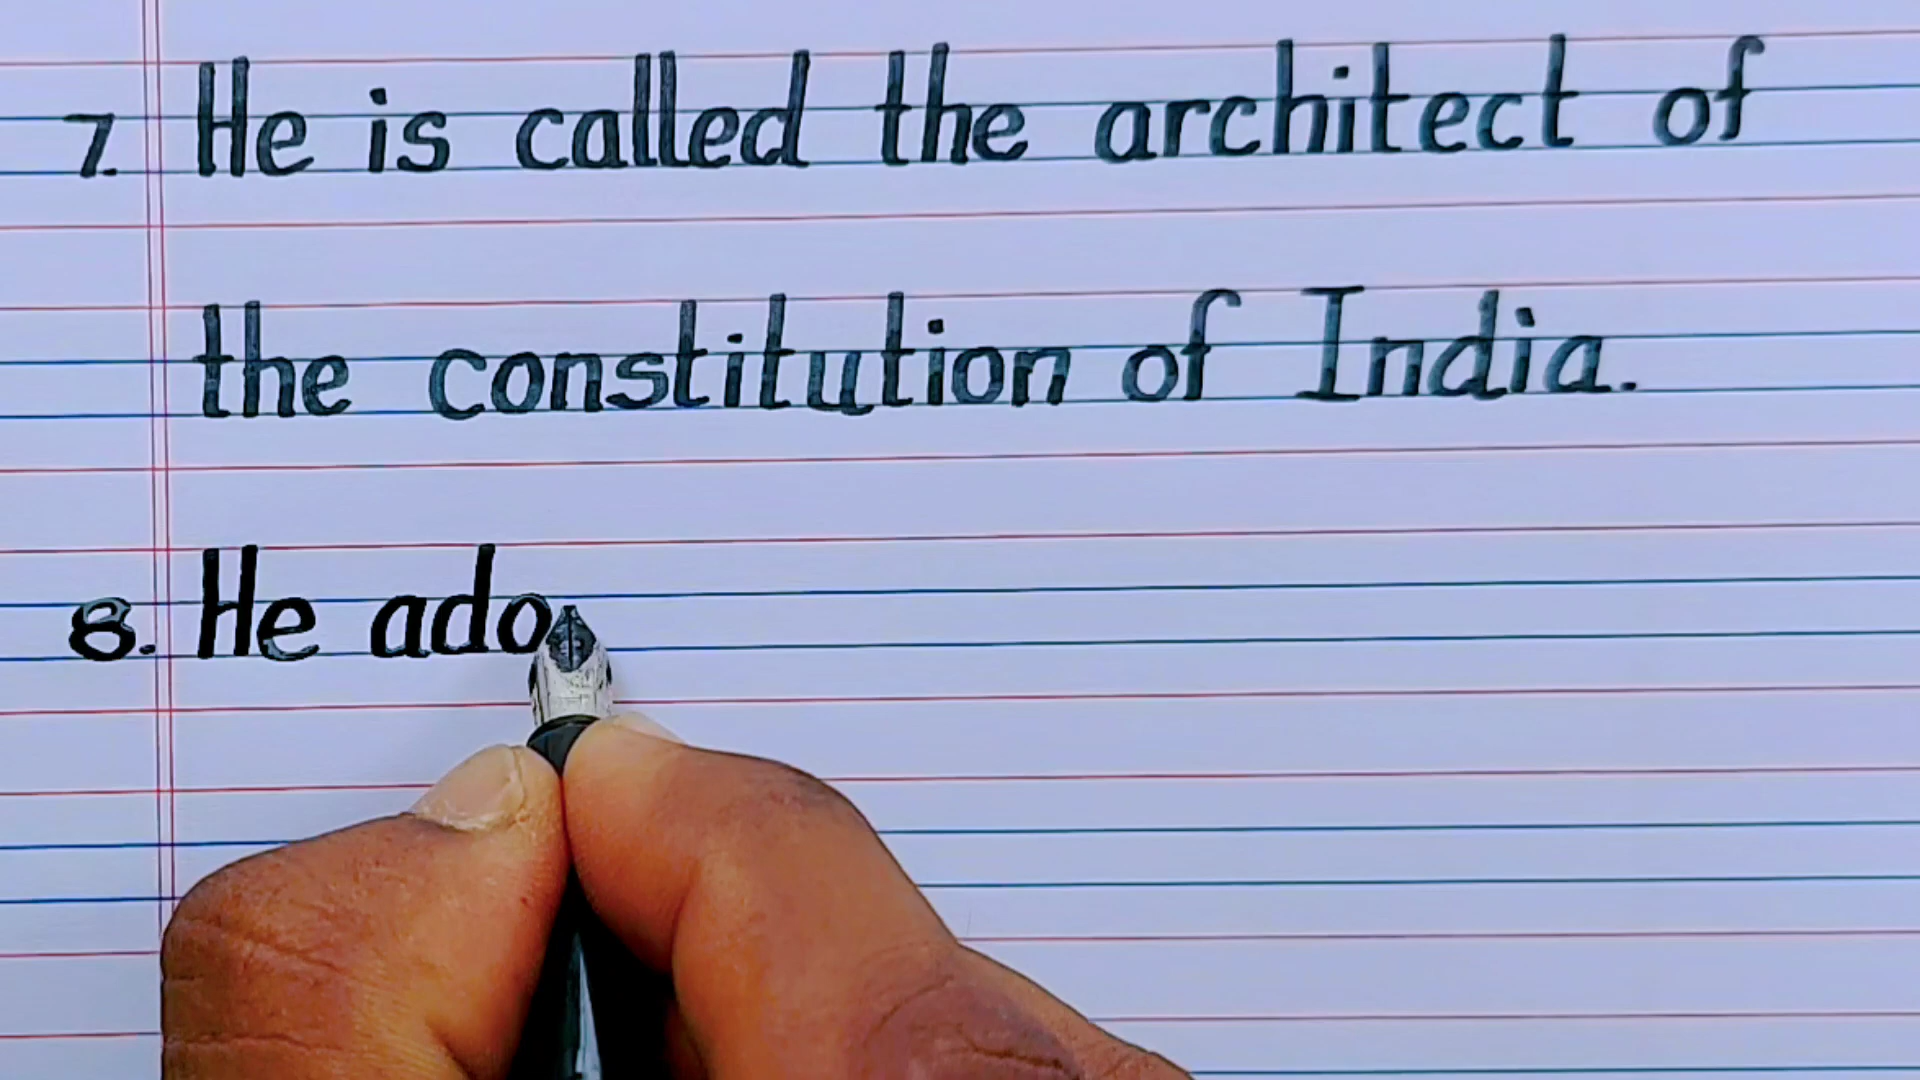 7. He is called the architect of
the constitution of India.
8. He ado